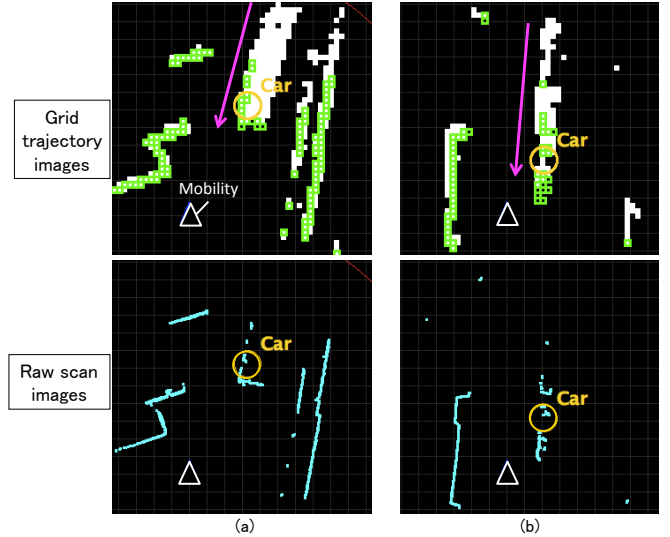 Grid
trajectory
images
Car
Mobility
Car
Raw scan
images
Car
Car
(a)
(b)